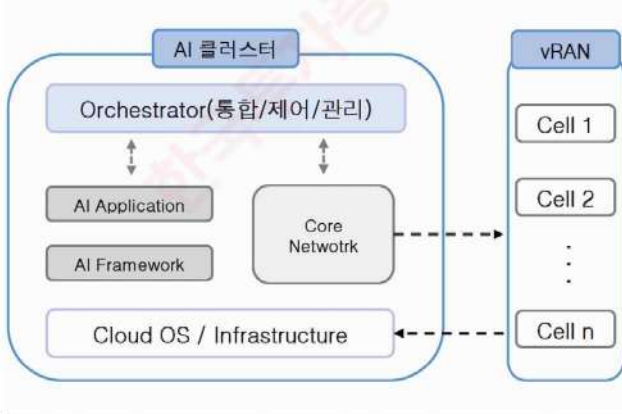 AI 클러스터
Orchestrator(통합/제어/관리)
AI Application
AI Framework
Core
Netwotrk
Cloud OS / Infrastructure
vRAN
Cell 1
Cell 2
Cell n